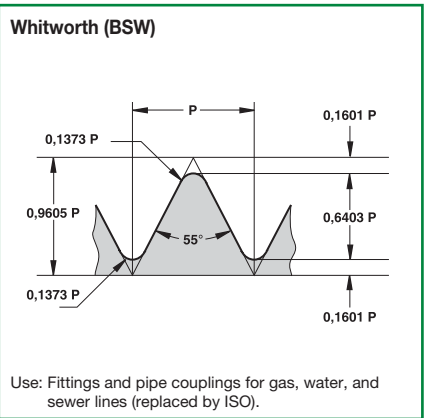 Whitworth (BSW)
P
0,1601 P
0,1373 P
0,9605 P
0,6403 P
55°
0,1373 P
0,1601 P
Use: Fittings and pipe couplings for gas, water, and
sewer lines (replaced by ISO).